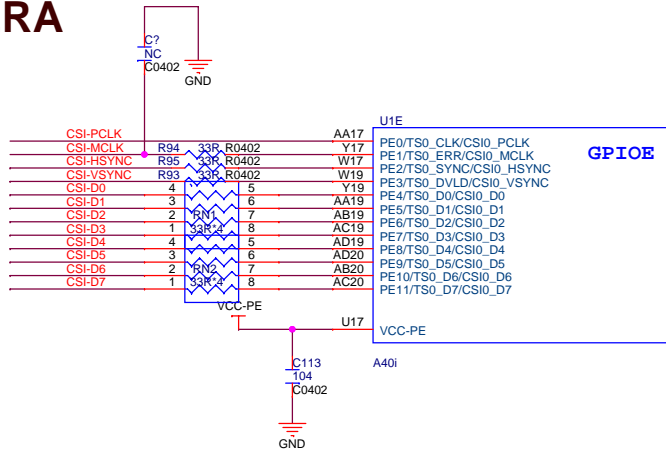 RA
C?
NC
C0402
GND
U1E
CSI-PCLK AA17 PE0/TS0_CLK/CSI0_PCLK
CSI-MCLK R94 33R R0402 Y17 PE1/TS0_ERR/CSI0_MCLK GPIOE
CSI-HSYNC R95 33R R0402 W17 PE2/TS0_SYNC/CSI0_HSYNC
CSI-VSYNC R93 33R R0402 W19 PE3/TS0_DVLD/CSI0_VSYNC
CSI-D0 4 5 Y19 PE4/TS0_D0/CSI0_D0
CSI-D1 3 6 AA19 PE5/TS0_D1/CSI0_D1
CSI-D2 2 RN1 7 AB19 PE6/TS0_D2/CSI0_D2
CSI-D3 1 33R*4 8 AC19 PE7/TS0_D3/CSI0_D3
CSI-D4 4 5 AD19 PE8/TS0_D4/CSI0_D4
CSI-D5 3 6 AD20 PE9/TS0_D5/CSI0_D5
CSI-D6 2 RN2 7 AB20 PE10/TS0_D6/CSI0_D6
CSI-D7 1 33R*4 8 AC20 PE11/TS0_D7/CSI0_D7
VCC-PE
U17 VCC-PE
C113 A40i
104
C0402
GND